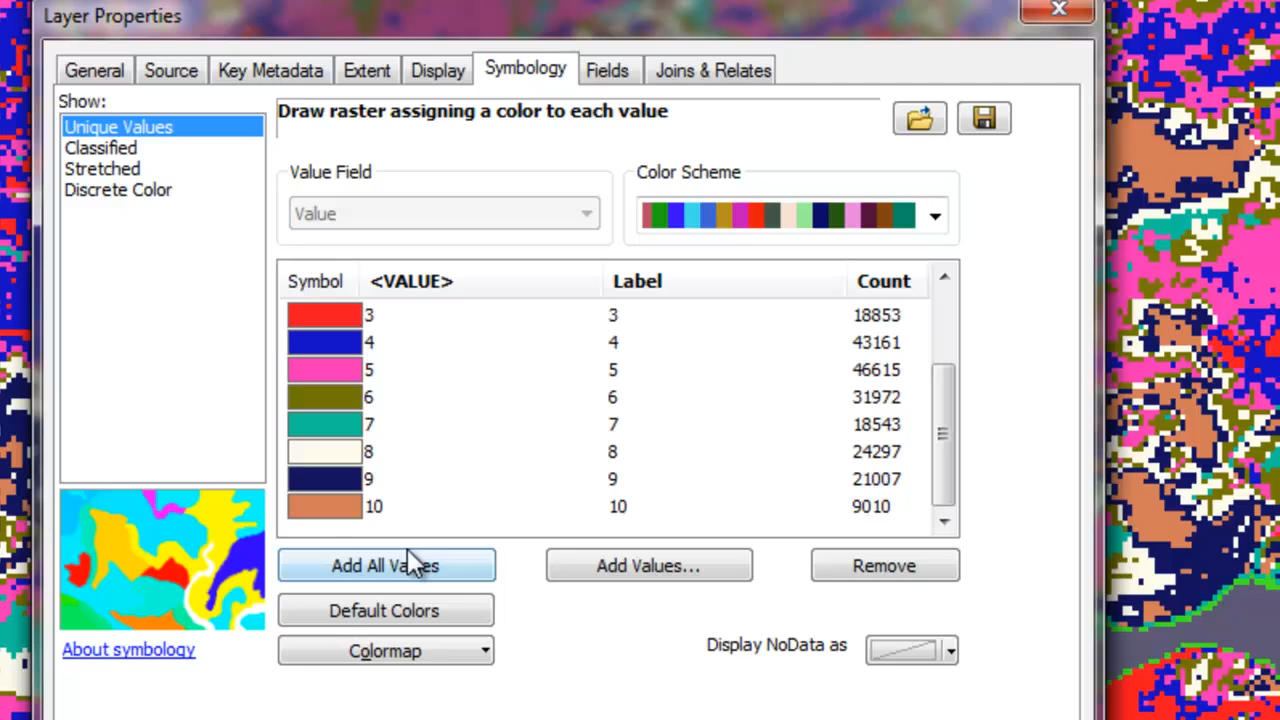 Layer Properties
General Source Key Metadata Extent Display Symbology Fields Joins & Relates
Show:
Unique Values
Classified
Stretched
Discrete Color
About symbology
Draw raster assigning a color to each value
Value Field
Value
Color Scheme
Symbol <VALUE> Label Count
3 3 18853
4 4 43161
5 5 46615
6 6 31972
7 7 18543
8 8 24297
9 9 21007
10 10 9010
Add All Values Add Values... Remove
Default Colors
Colormap
Display NoData as